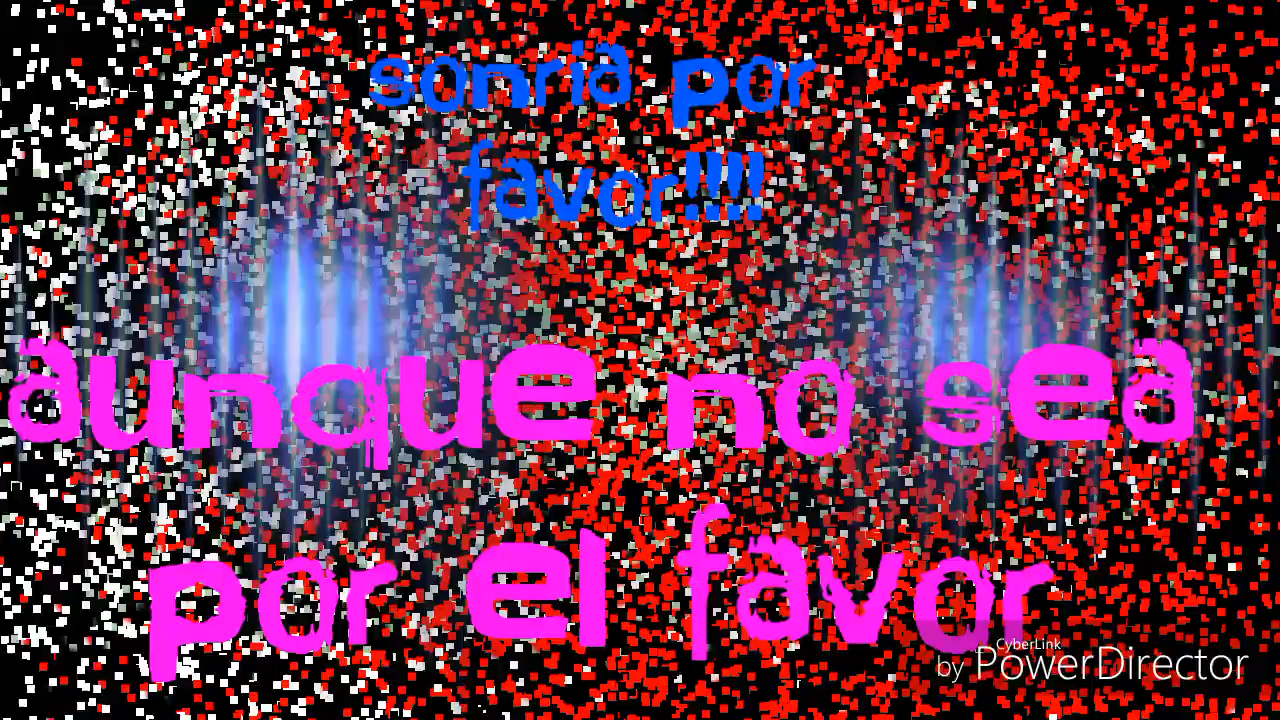 sonria por
favor!!!!
aunque no sea
por el favor
by CyberLink PowerDirector